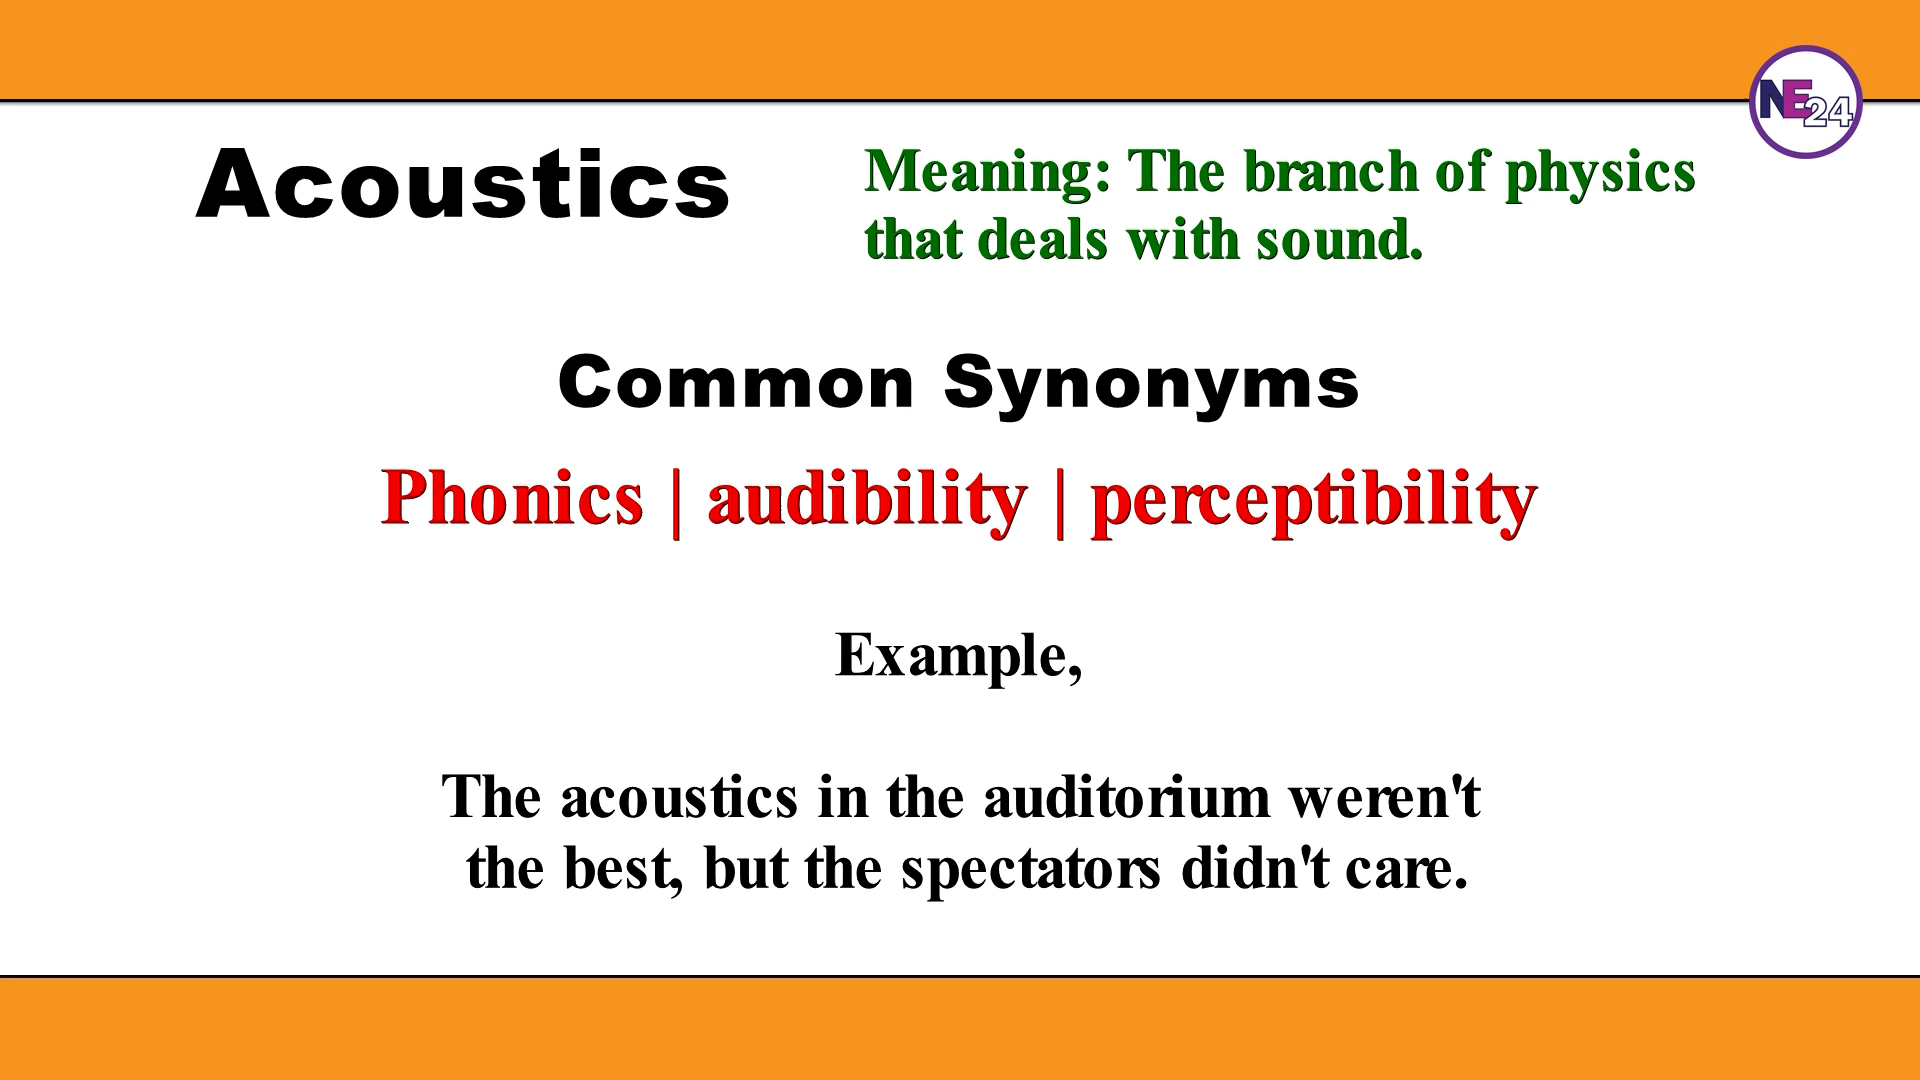 NE24
Acoustics
Meaning: The branch of physics
that deals with sound.
Common Synonyms
Phonics | audibility | perceptibility
Example,
The acoustics in the auditorium weren't
the best, but the spectators didn't care.